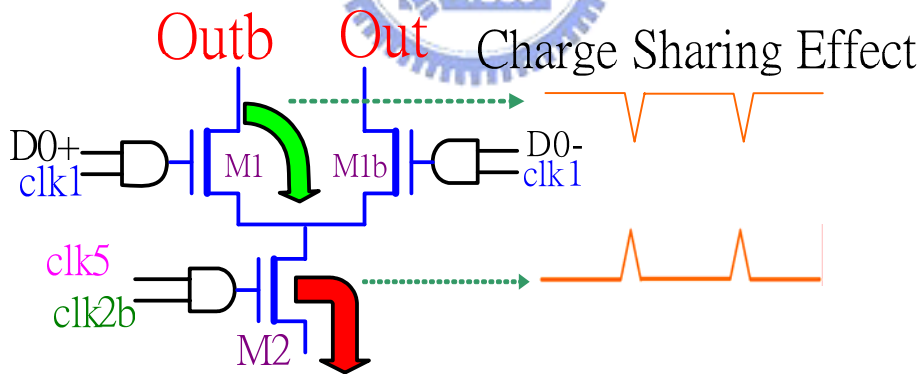 Outb Out
Charge Sharing Effect
D0+
clk1
M1
M1b
D0-
clk1
clk5
clk2b
M2